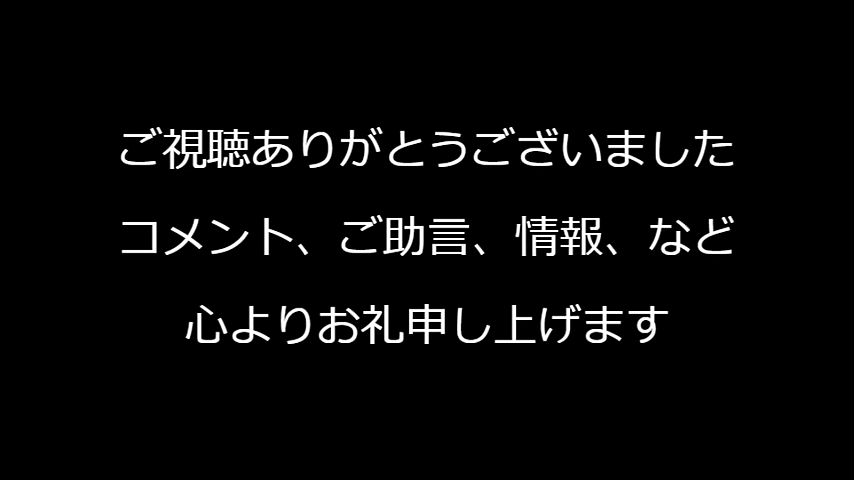 ご視聴ありがとうございました
コメント、ご助言、情報、など
心よりお礼申し上げます